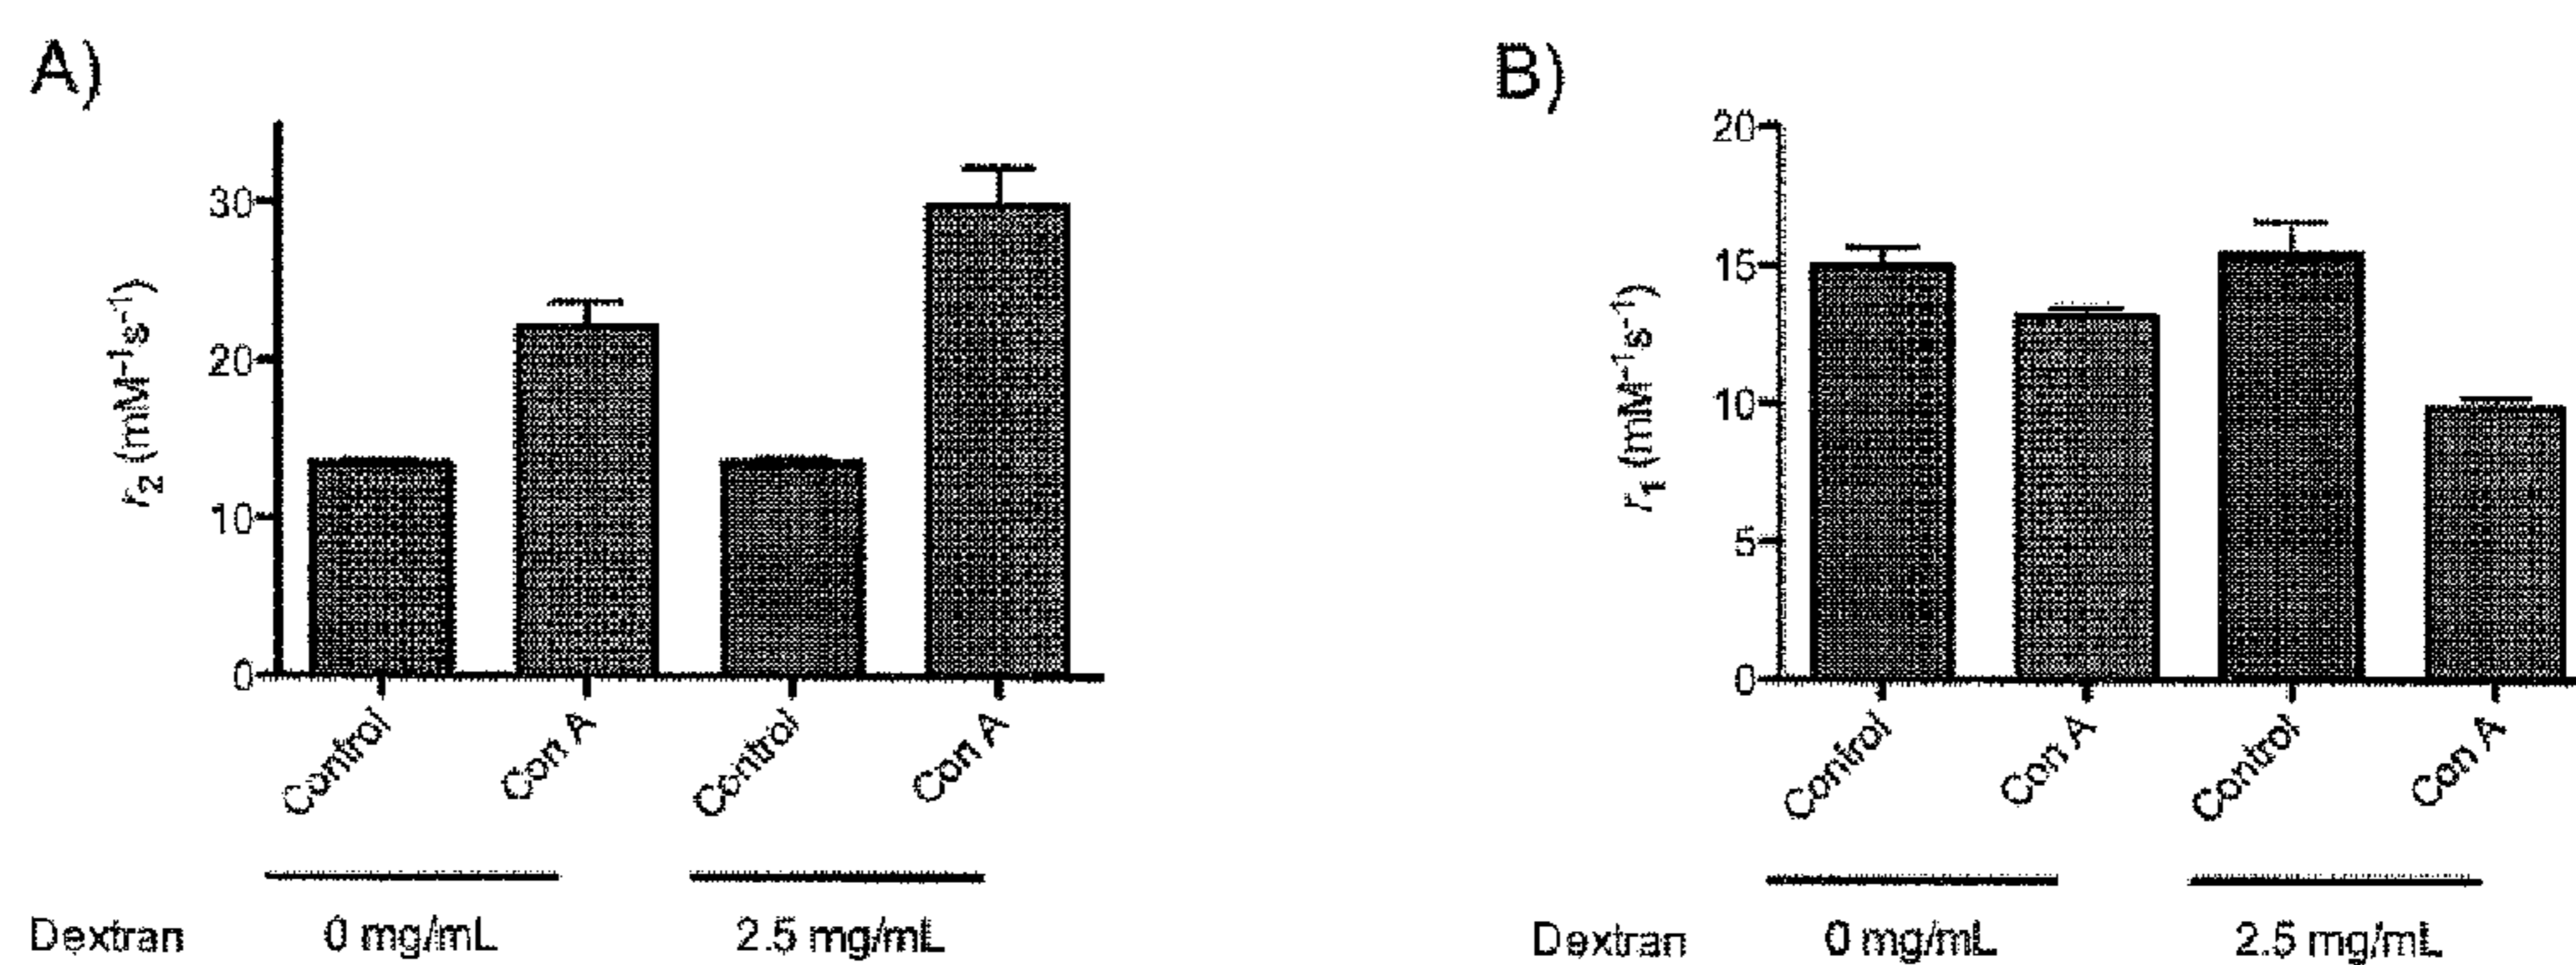 A)
r₂ (mM⁻¹s⁻¹)
30
20
10
0
Control
Con A
Control
Con A
Dextran 0 mg/mL 2.5 mg/mL
B)
r₁ (mM⁻¹s⁻¹)
20
15
10
5
0
Control
Con A
Control
Con A
Dextran 0 mg/mL 2.5 mg/mL